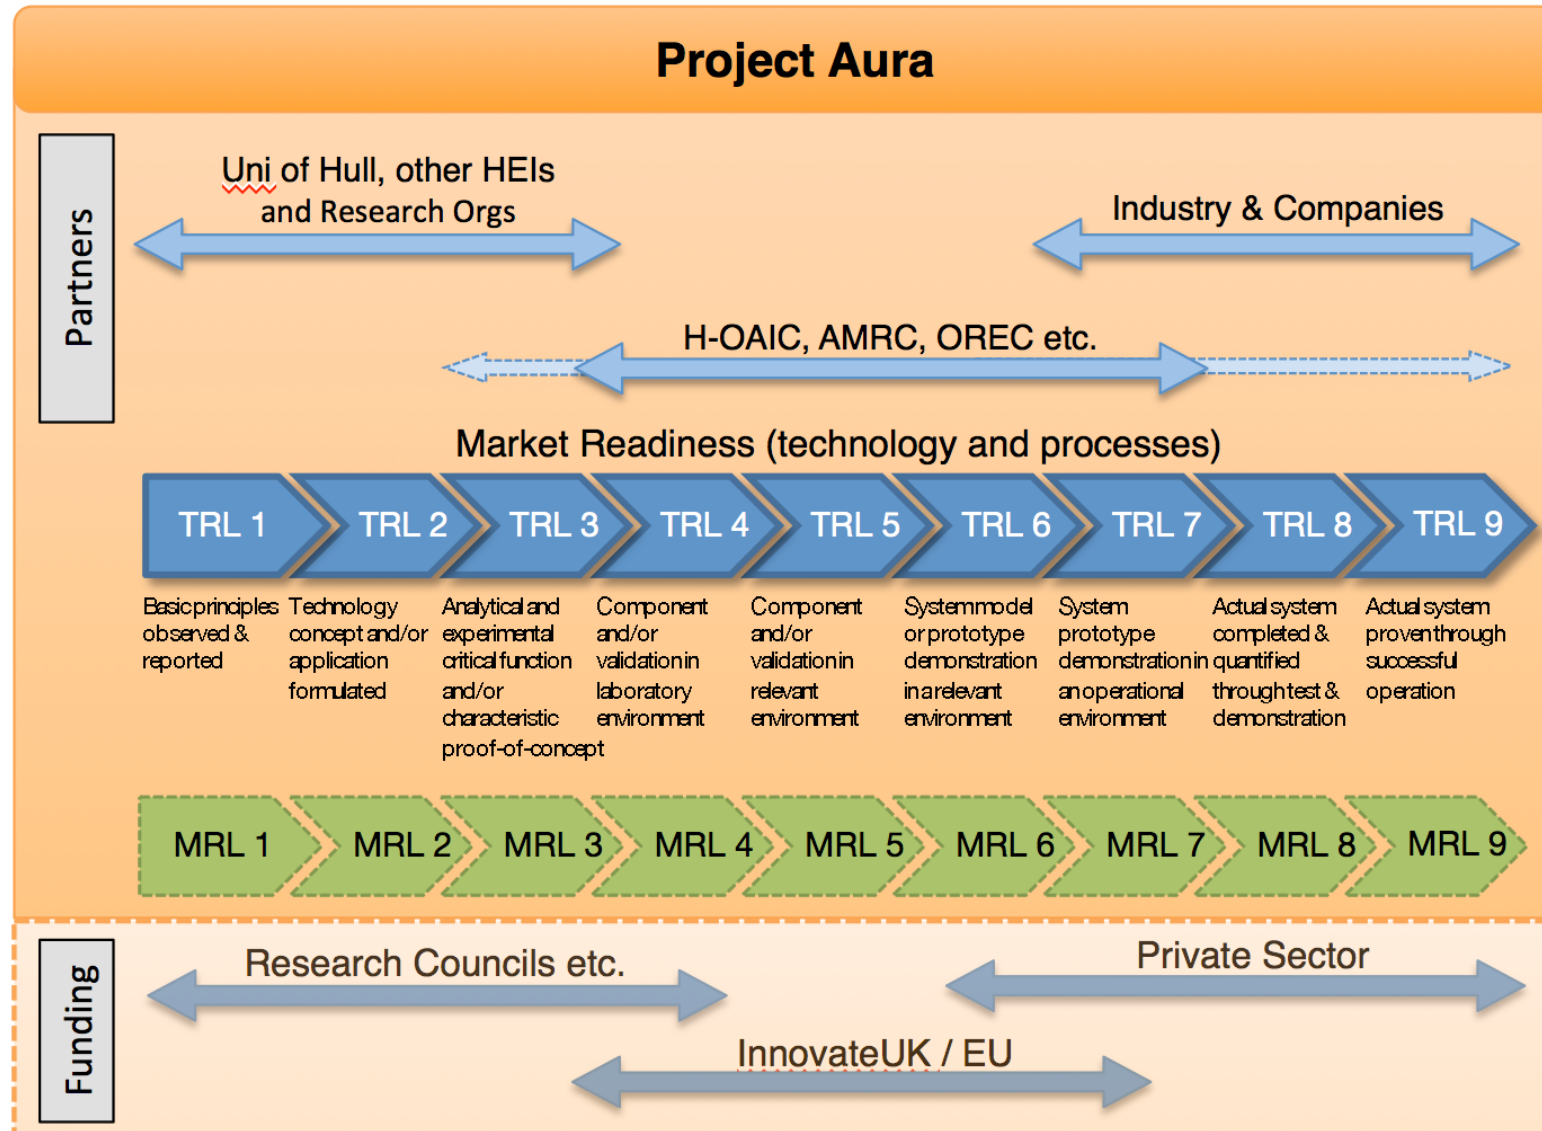 Project Aura
Partners
Uni of Hull, other HEIs
and Research Orgs
Industry & Companies
H-OAIC, AMRC, OREC etc.
Market Readiness (technology and processes)
TRL 1
TRL 2
TRL 3
TRL 4
TRL 5
TRL 6
TRL 7
TRL 8
TRL 9
Basic principles
observed &
reported
Technology
concept and/or
application
formulated
Analytical and
experimental
critical function
and/or
characteristic
proof-of-concept
Component
and/or
validation in
laboratory
environment
Component
and/or
validation in
relevant
environment
System model
or prototype
demonstration
in a relevant
environment
System
prototype
demonstration in
an operational
environment
Actual system
completed &
quantified
through test &
demonstration
Actual system
proven through
successful
operation
MRL 1
MRL 2
MRL 3
MRL 4
MRL 5
MRL 6
MRL 7
MRL 8
MRL 9
Funding
Research Councils etc.
Private Sector
InnovateUK / EU